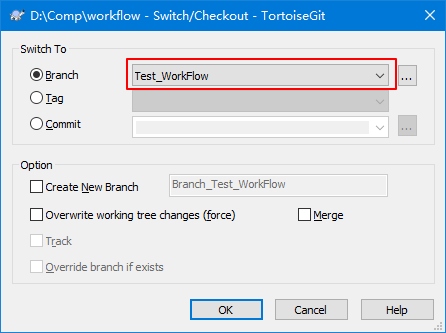 D:\Comp\workflow - Switch/Checkout - TortoiseGit
Switch To
Branch
Test_WorkFlow
...
Tag
Commit
...
Option
Create New Branch
Branch_Test_WorkFlow
Overwrite working tree changes (force)
Merge
Track
Override branch if exists
OK
Cancel
Help